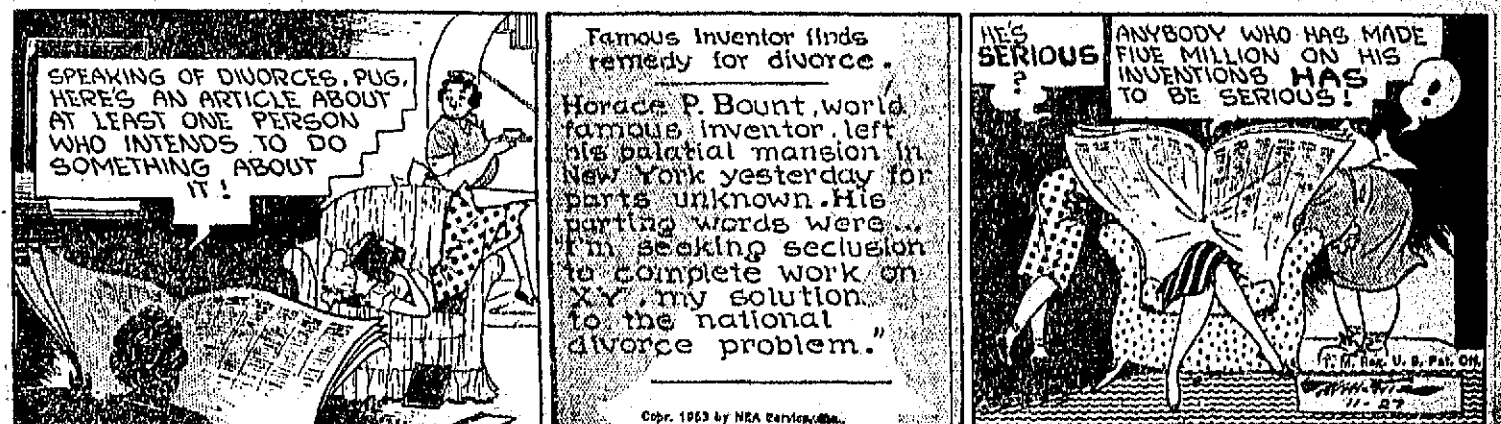 SPEAKING OF DIVORCES, PUG,
HERE'S AN ARTICLE ABOUT
AT LEAST ONE PERSON
WHO INTENDS TO DO
SOMETHING ABOUT
IT!
Famous Inventor finds
remedy for divorce.
Horace P. Bount, world
famous inventor, left
his palatial mansion in
New York yesterday for
parts unknown. His
parting words were...
I'm seeking seclusion
to complete work on
XY, my solution
to the national
divorce problem."
Copr. 1953 by NEA Service, Inc.
HE'S
SERIOUS
?
ANYBODY WHO HAS MADE
FIVE MILLION ON HIS
INVENTIONS HAS
TO BE SERIOUS!
!
T. M. Reg. U. S. Pat. Off.
11-27